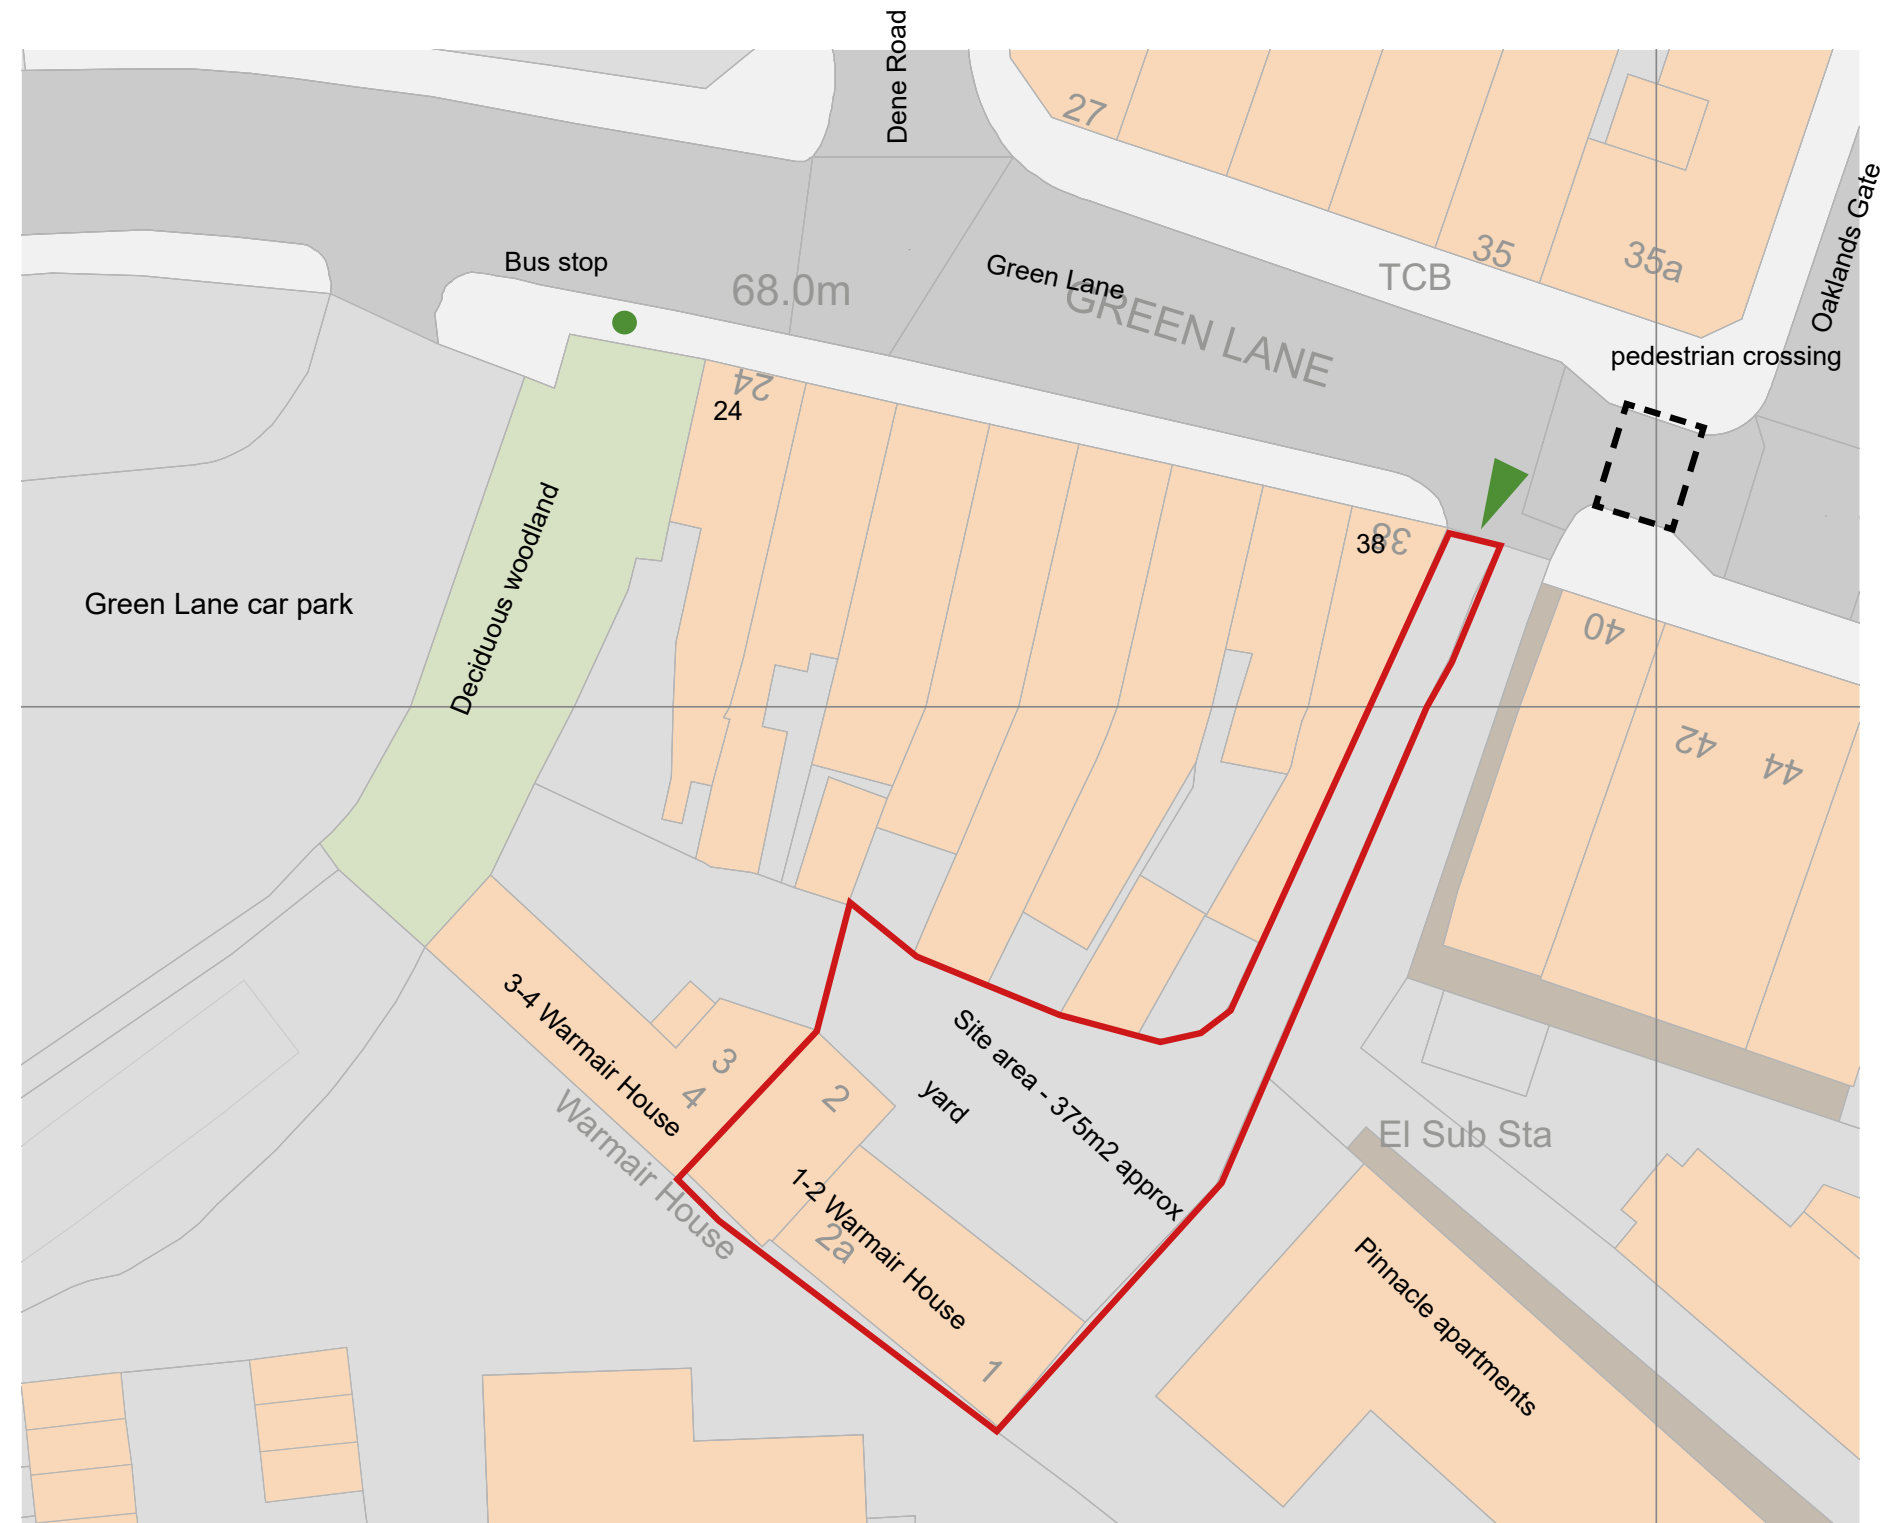 Dene Road
27
Oaklands Gate
35
35a
TCB
Bus stop
68.0m
Green Lane
GREEN LANE
pedestrian crossing
24
24
38
38
Deciduous woodland
Green Lane car park
40
42
44
3-4 Warmair House
3
4
Warmair House
2
yard
Site area - 375m2 approx
El Sub Sta
1-2 Warmair House
2a
1
Pinnacle apartments